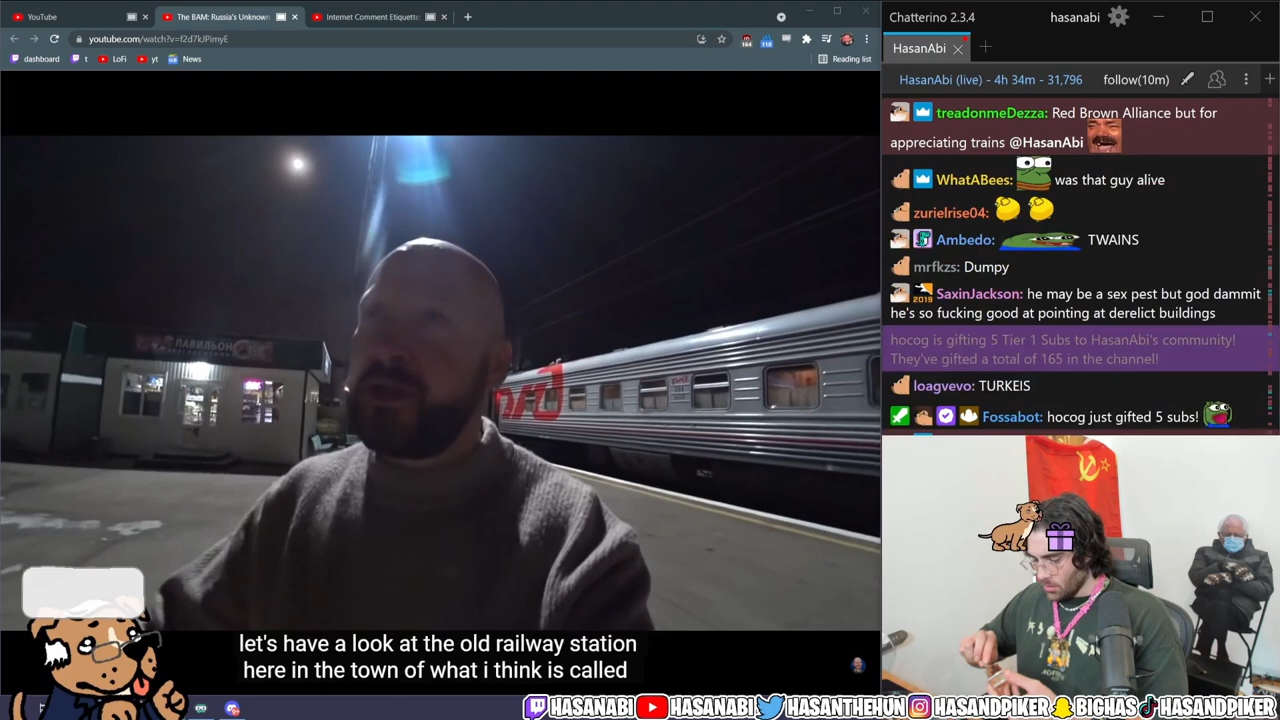 YouTube
The BAM: Russia's Unknown
Internet Comment Etiquette
youtube.com/watch?v=f2d7kJPimyE
164
110
dashboard
t
LoFi
yt
News
Reading list
ПАВИЛЬОН
let's have a look at the old railway station
here in the town of what i think is called
Chatterino 2.3.4
hasanabi
HasanAbi
HasanAbi (live) - 4h 34m - 31,796
follow(10m)
treadonmeDezza: Red Brown Alliance but for
appreciating trains @HasanAbi
WhatABees: was that guy alive
zurielrise04:
Ambedo: TWAINS
mrfkzs: Dumpy
2019 SaxinJackson: he may be a sex pest but god dammit
he's so fucking good at pointing at derelict buildings
hocog is gifting 5 Tier 1 Subs to HasanAbi's community!
They've gifted a total of 165 in the channel!
loagvevo: TURKEIS
Fossabot: hocog just gifted 5 subs!
HASANABI
HASANABI
HASANTHEHUN
HASANDPIKER
BIGHAS
HASANDPIKER